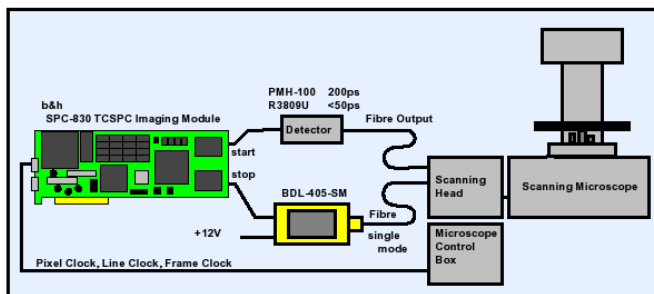 b&h
SPC-830 TCSPC Imaging Module
PMH-100 200ps
R3809U <50ps
Detector
Fibre Output
start
stop
BDL-405-SM
+12V
Fibre
single
mode
Scanning
Head
Scanning Microscope
Microscope
Control
Box
Pixel Clock, Line Clock, Frame Clock